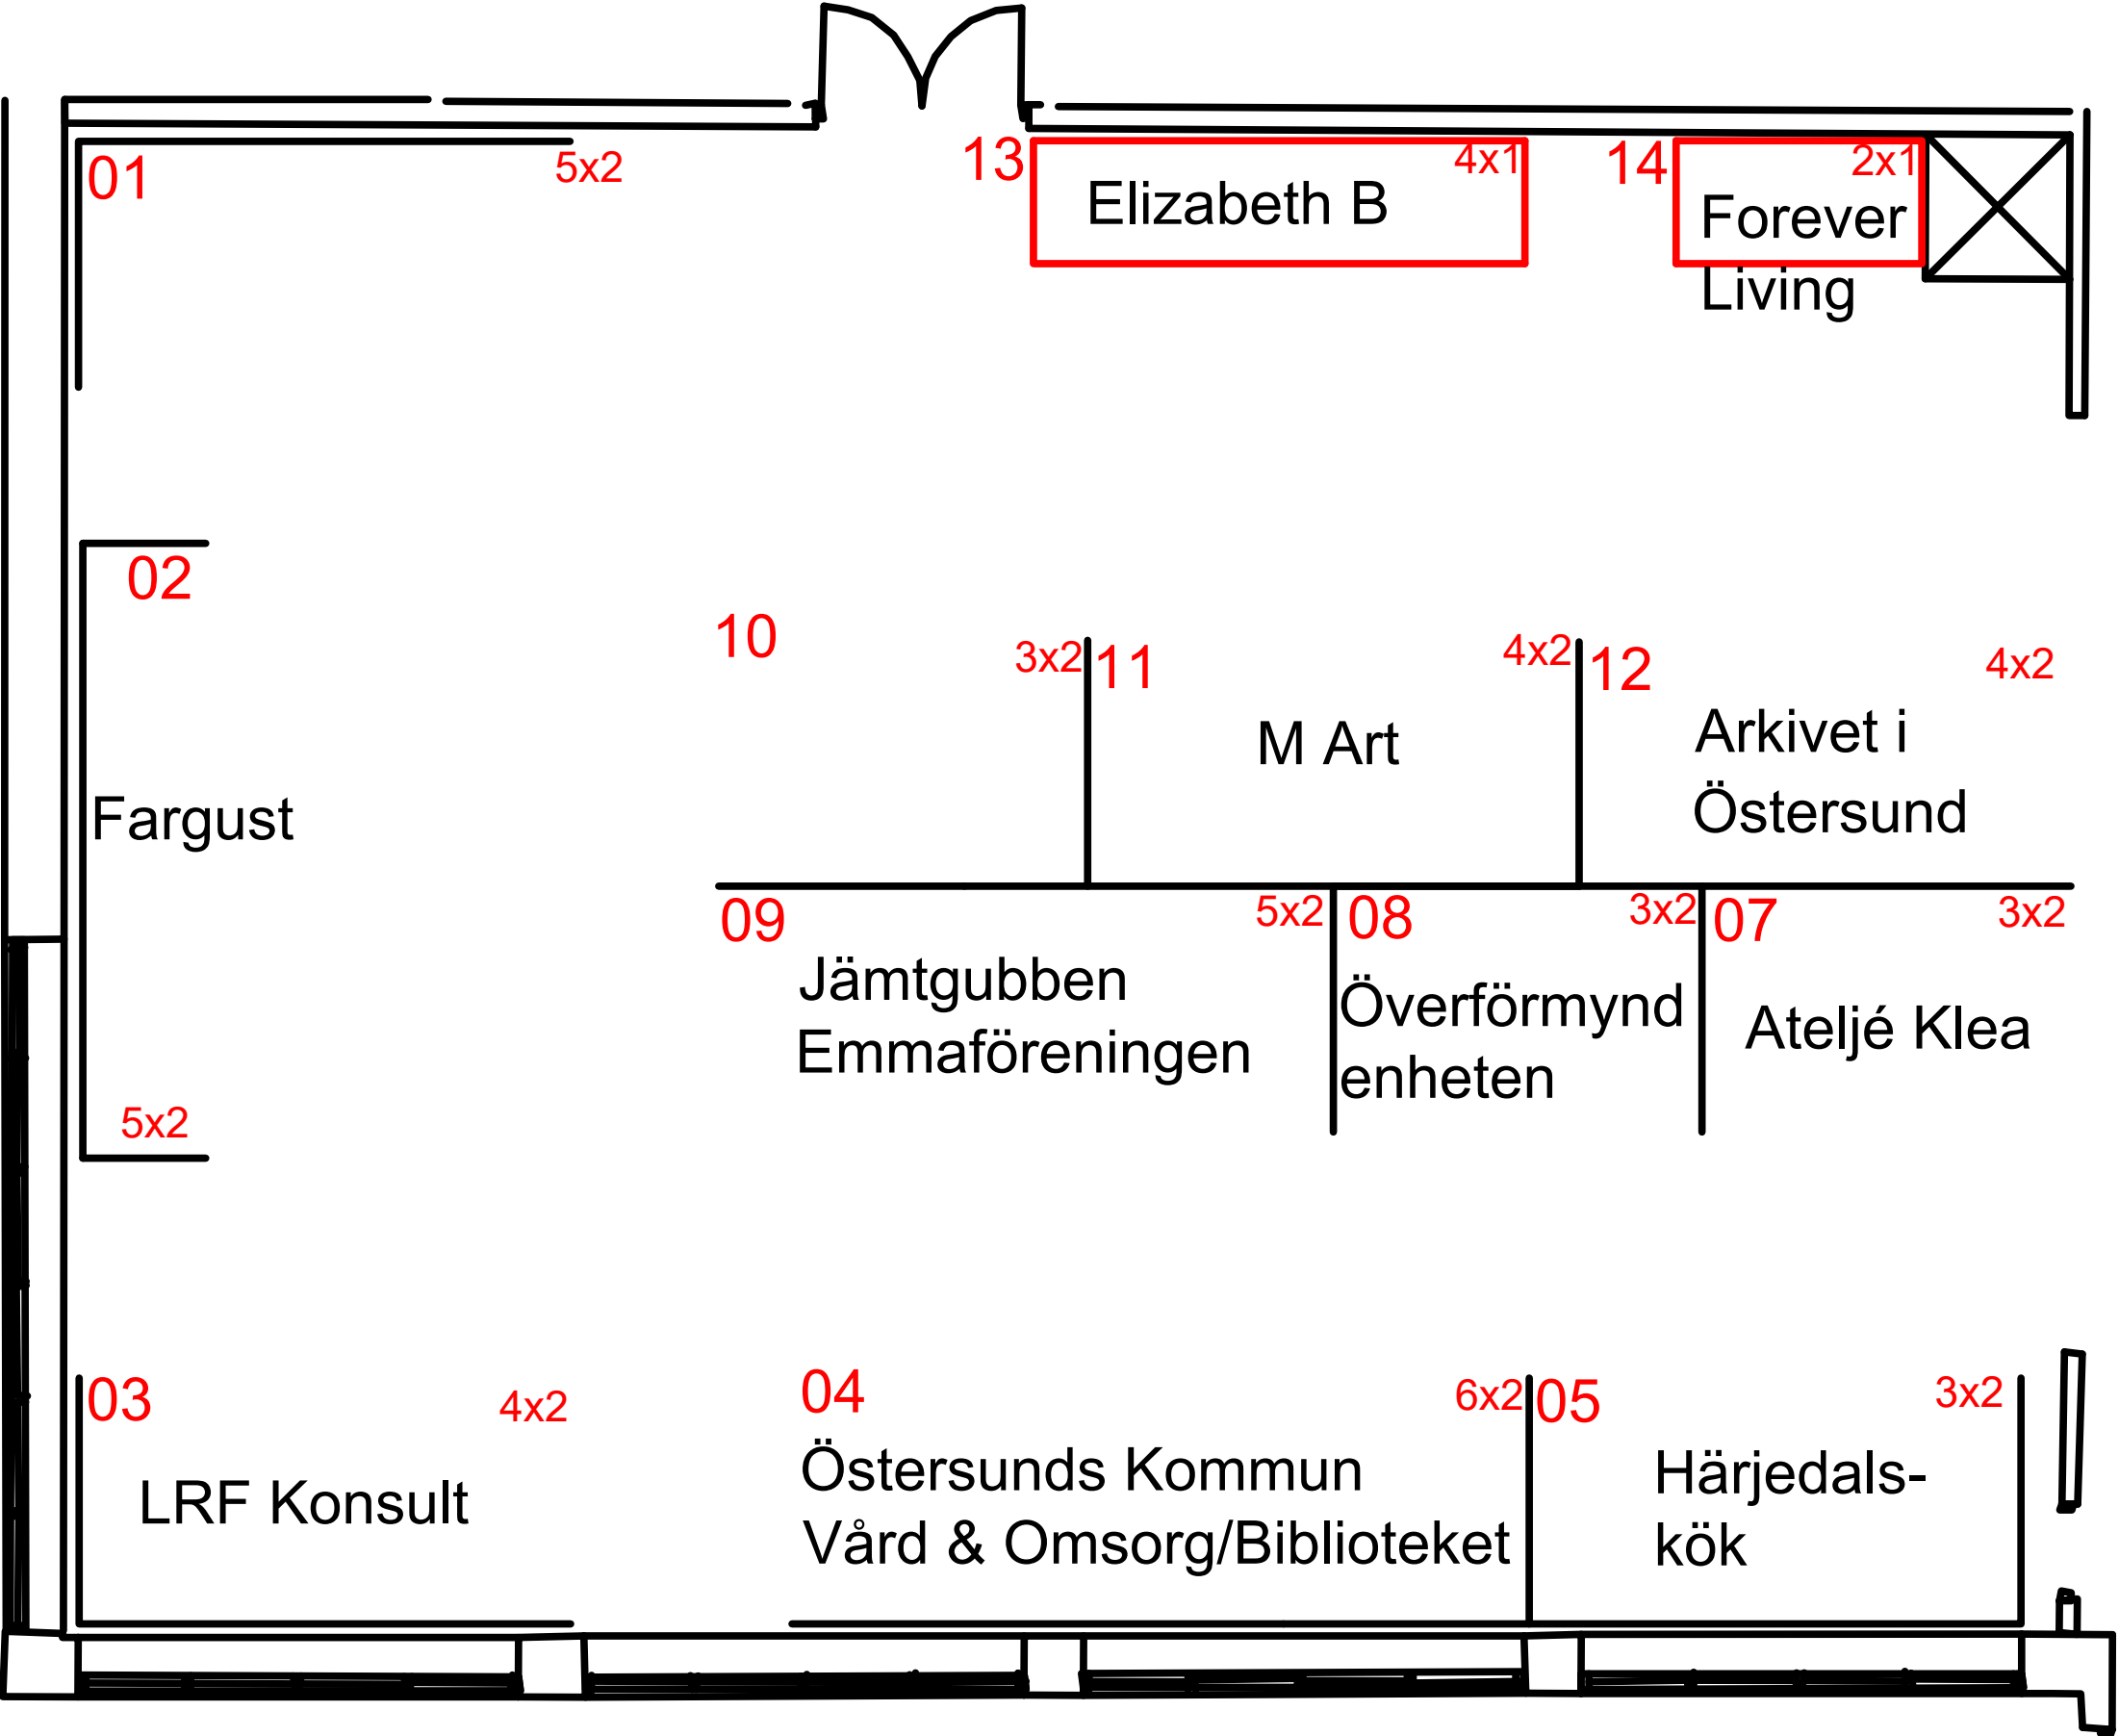 01
5x2
13
Elizabeth B
4x1
14
2x1
Forever
Living
02
Fargust
5x2
10
3x2
11
4x2
M Art
12
4x2
Arkivet i
Östersund
09
5x2
Jämtgubben
Emmaföreningen
08
3x2
Överförmynd
enheten
07
3x2
Ateljé Klea
03
4x2
LRF Konsult
04
6x2
Östersunds Kommun
Vård & Omsorg/Biblioteket
05
3x2
Härjedals-
kök